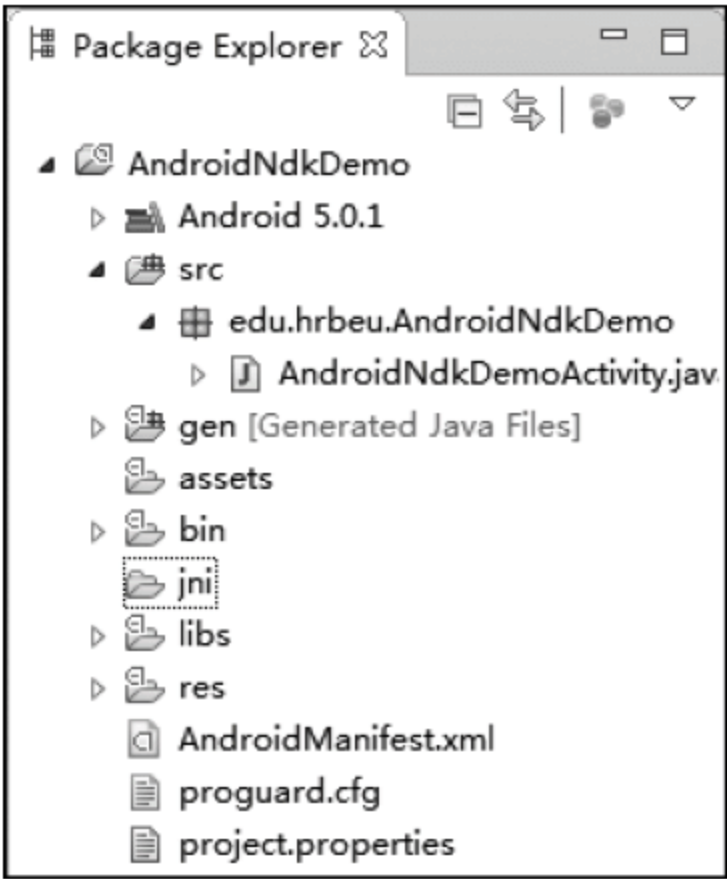 Package Explorer
AndroidNdkDemo
Android 5.0.1
src
edu.hrbeu.AndroidNdkDemo
AndroidNdkDemoActivity.jav
gen [Generated Java Files]
assets
bin
jni
libs
res
AndroidManifest.xml
proguard.cfg
project.properties